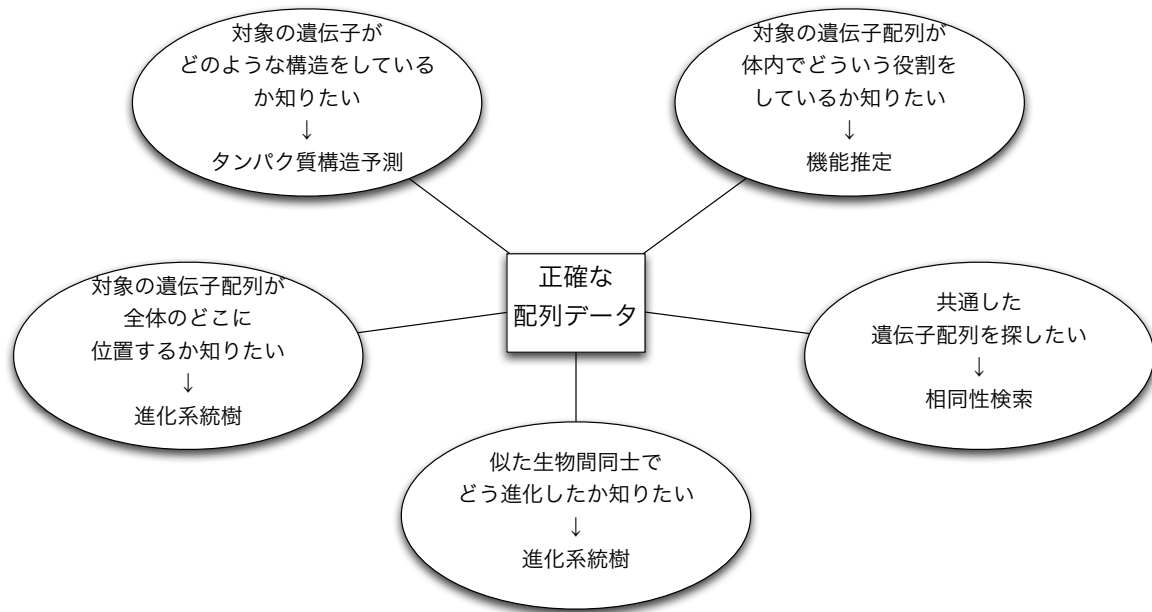 対象の遺伝子が
どのような構造をしている
か知りたい
↓
タンパク質構造予測
対象の遺伝子配列が
体内でどういう役割を
しているか知りたい
↓
機能推定
正確な
配列データ
対象の遺伝子配列が
全体のどこに
位置するか知りたい
↓
進化系統樹
共通した
遺伝子配列を探したい
↓
相同性検索
似た生物間同士で
どう進化したか知りたい
↓
進化系統樹